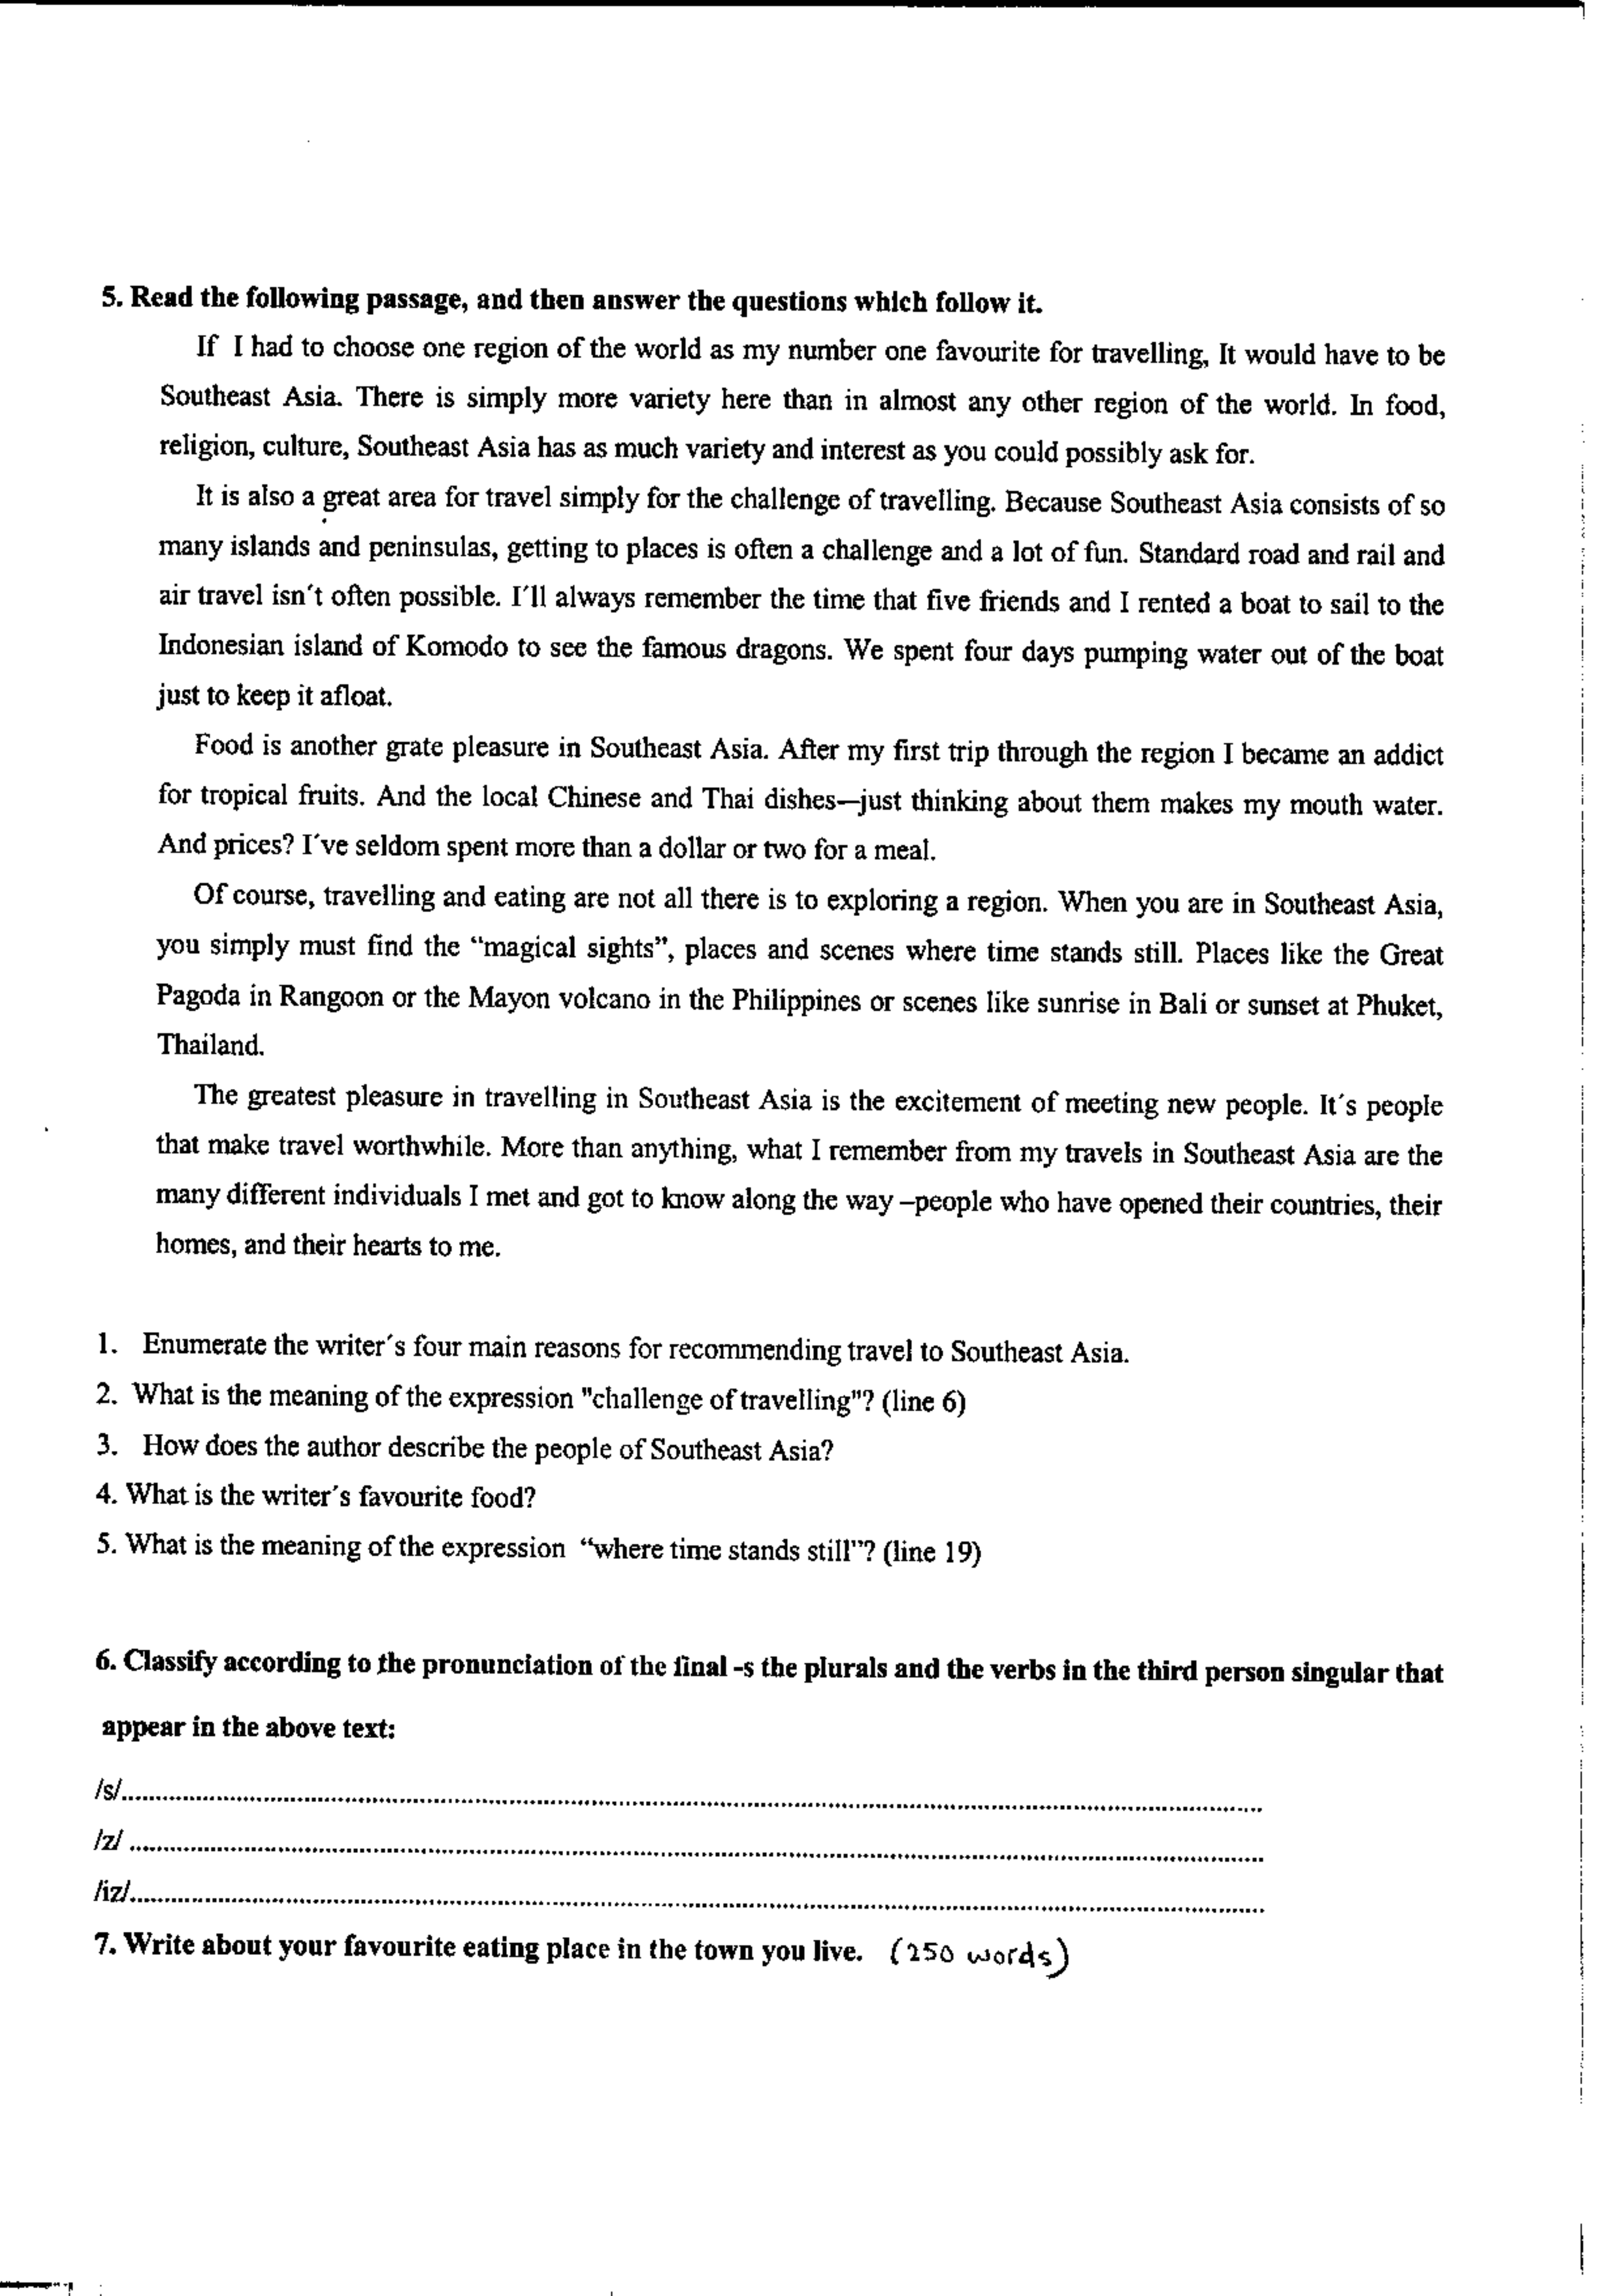 5. Read the following passage, and then answer the questions which follow it.
If I had to choose one region of the world as my number one favourite for travelling, It would have to be
Southeast Asia. There is simply more variety here than in almost any other region of the world. In food,
religion, culture, Southeast Asia has as much variety and interest as you could possibly ask for.
It is also a great area for travel simply for the challenge of travelling. Because Southeast Asia consists of so
many islands and peninsulas, getting to places is often a challenge and a lot of fun. Standard road and rail and
air travel isn´t often possible. I´ll always remember the time that five friends and I rented a boat to sail to the
Indonesian island of Komodo to see the famous dragons. We spent four days pumping water out of the boat
just to keep it afloat.
Food is another grate pleasure in Southeast Asia. After my first trip through the region I became an addict
for tropical fruits. And the local Chinese and Thai dishes—just thinking about them makes my mouth water.
And prices? I´ve seldom spent more than a dollar or two for a meal.
Of course, travelling and eating are not all there is to exploring a region. When you are in Southeast Asia,
you simply must find the “magical sights”, places and scenes where time stands still. Places like the Great
Pagoda in Rangoon or the Mayon volcano in the Philippines or scenes like sunrise in Bali or sunset at Phuket,
Thailand.
The greatest pleasure in travelling in Southeast Asia is the excitement of meeting new people. It´s people
that make travel worthwhile. More than anything, what I remember from my travels in Southeast Asia are the
many different individuals I met and got to know along the way –people who have opened their countries, their
homes, and their hearts to me.
1. Enumerate the writer´s four main reasons for recommending travel to Southeast Asia.
2. What is the meaning of the expression "challenge of travelling"? (line 6)
3. How does the author describe the people of Southeast Asia?
4. What is the writer´s favourite food?
5. What is the meaning of the expression “where time stands still”? (line 19)
6. Classify according to the pronunciation of the final -s the plurals and the verbs in the third person singular that
appear in the above text:
/s/..........................................................................................
/z/ ..........................................................................................
/iz/..........................................................................................
7. Write about your favourite eating place in the town you live. (250 words)